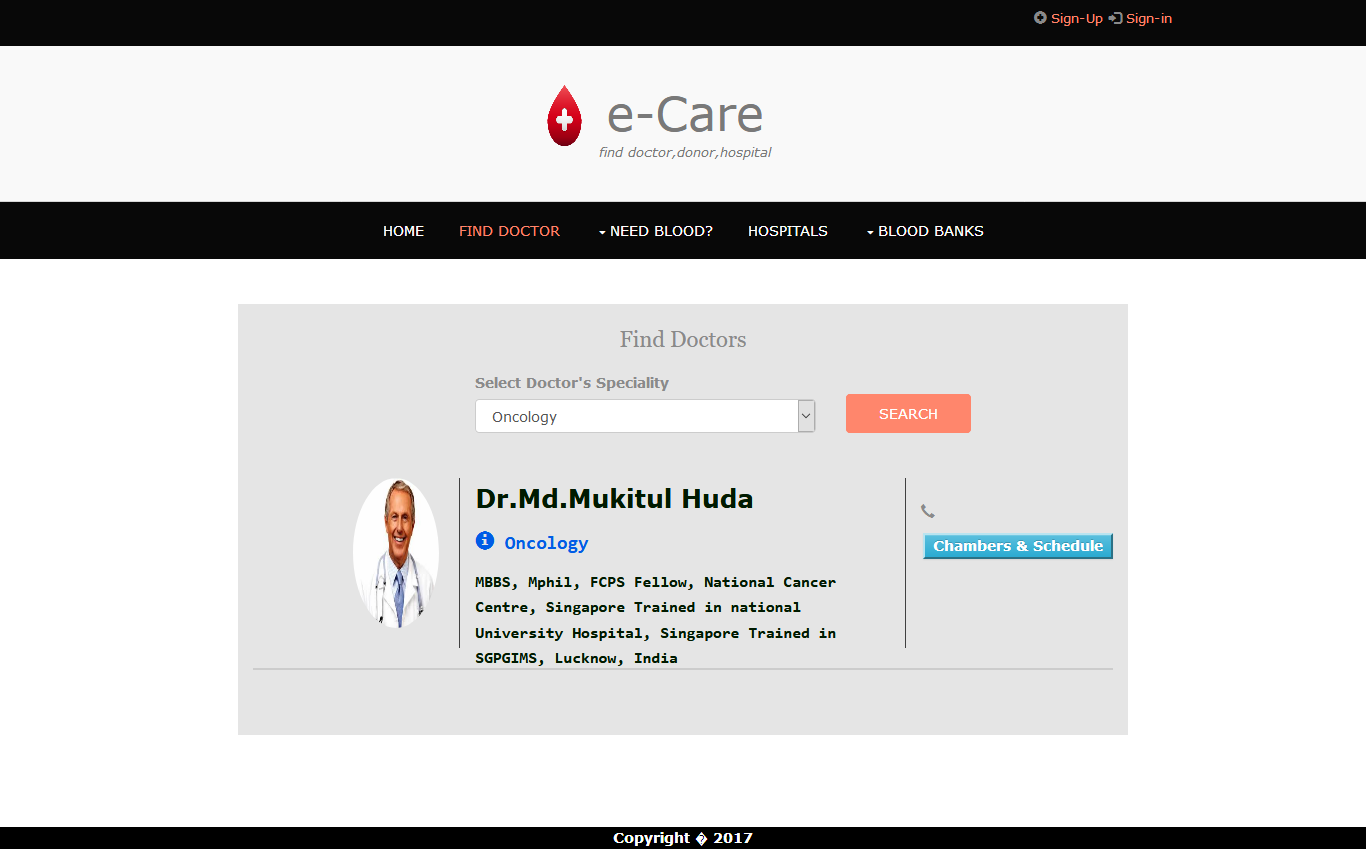 Sign-Up Sign-in
e-Care
find doctor,donor,hospital
HOME FIND DOCTOR NEED BLOOD? HOSPITALS BLOOD BANKS
Find Doctors
Select Doctor's Speciality
Oncology SEARCH
Dr.Md.Mukitul Huda
Oncology
Chambers & Schedule
MBBS, Mphil, FCPS Fellow, National Cancer
Centre, Singapore Trained in national
University Hospital, Singapore Trained in
SGPGIMS, Lucknow, India
Copyright � 2017